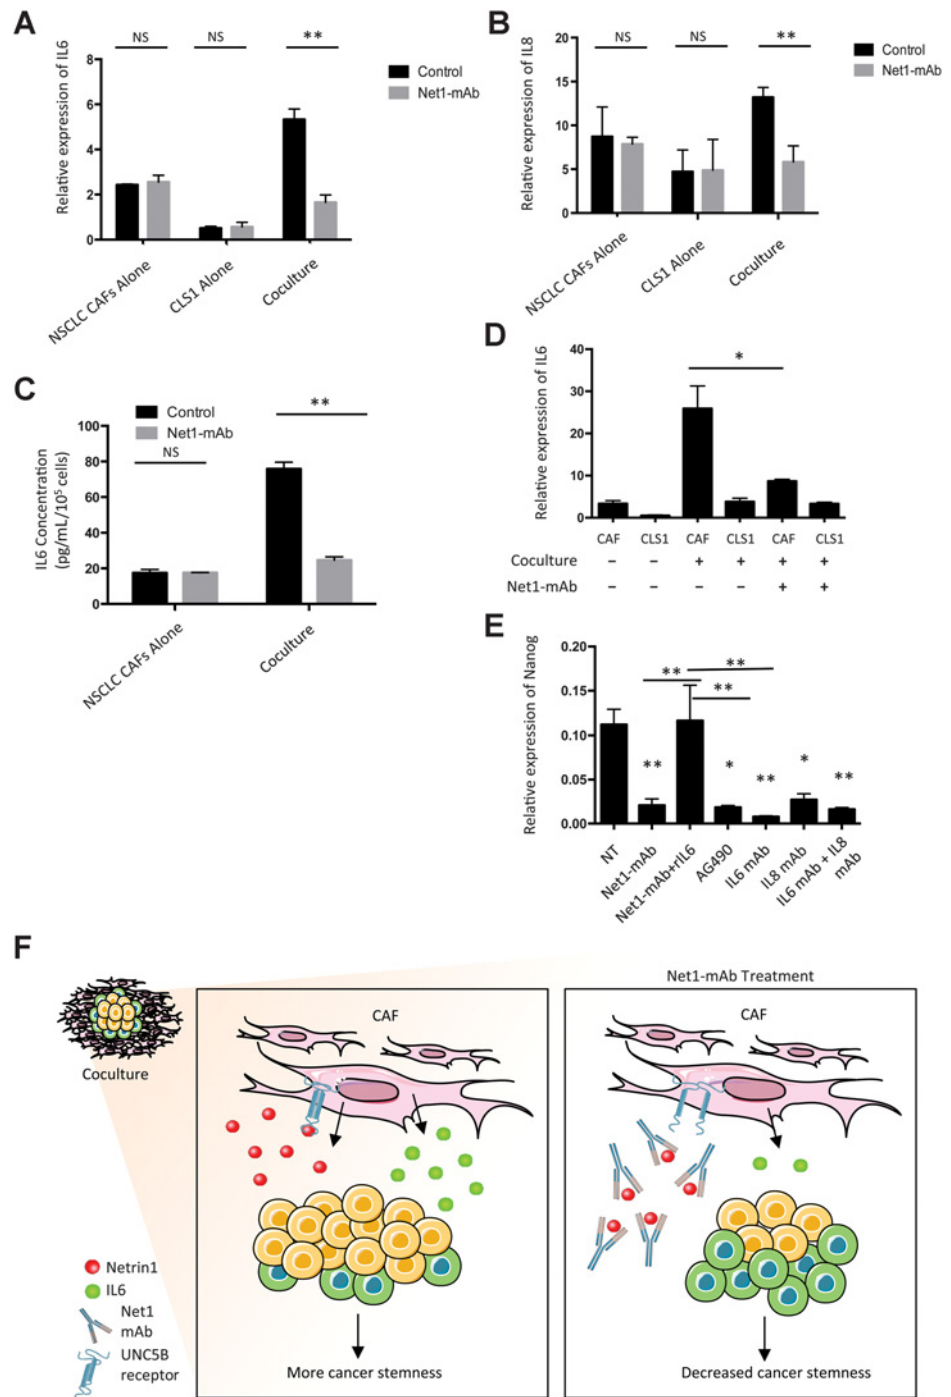 A
NS
NS
**
Relative expression of IL6
8
6
4
2
0
Control
Net1-mAb
NSCLC CAFs Alone
CLS1 Alone
Coculture
B
NS
NS
**
Relative expression of IL8
20
15
10
5
0
Control
Net1-mAb
NSCLC CAFs Alone
CLS1 Alone
Coculture
C
Control
Net1-mAb
NS
**
IL6 Concentration
(pg/mL/10⁵ cells)
100
80
60
40
20
0
NSCLC CAFs Alone
Coculture
D
*
Relative expression of IL6
40
30
20
10
0
CAF CLS1 CAF CLS1 CAF CLS1
Coculture − − + + + +
Net1-mAb − − − − + +
E
Relative expression of Nanog
0.20
0.15
0.10
0.05
0.00
**
** **
** * ** * **
NT
Net1-mAb
Net1-mAb+rIL6
AG490
IL6 mAb
IL8 mAb
IL6 mAb + IL8
mAb
F
Coculture
CAF
More cancer stemness
Net1-mAb Treatment
CAF
Decreased cancer stemness
Netrin1
IL6
Net1
mAb
UNC5B
receptor